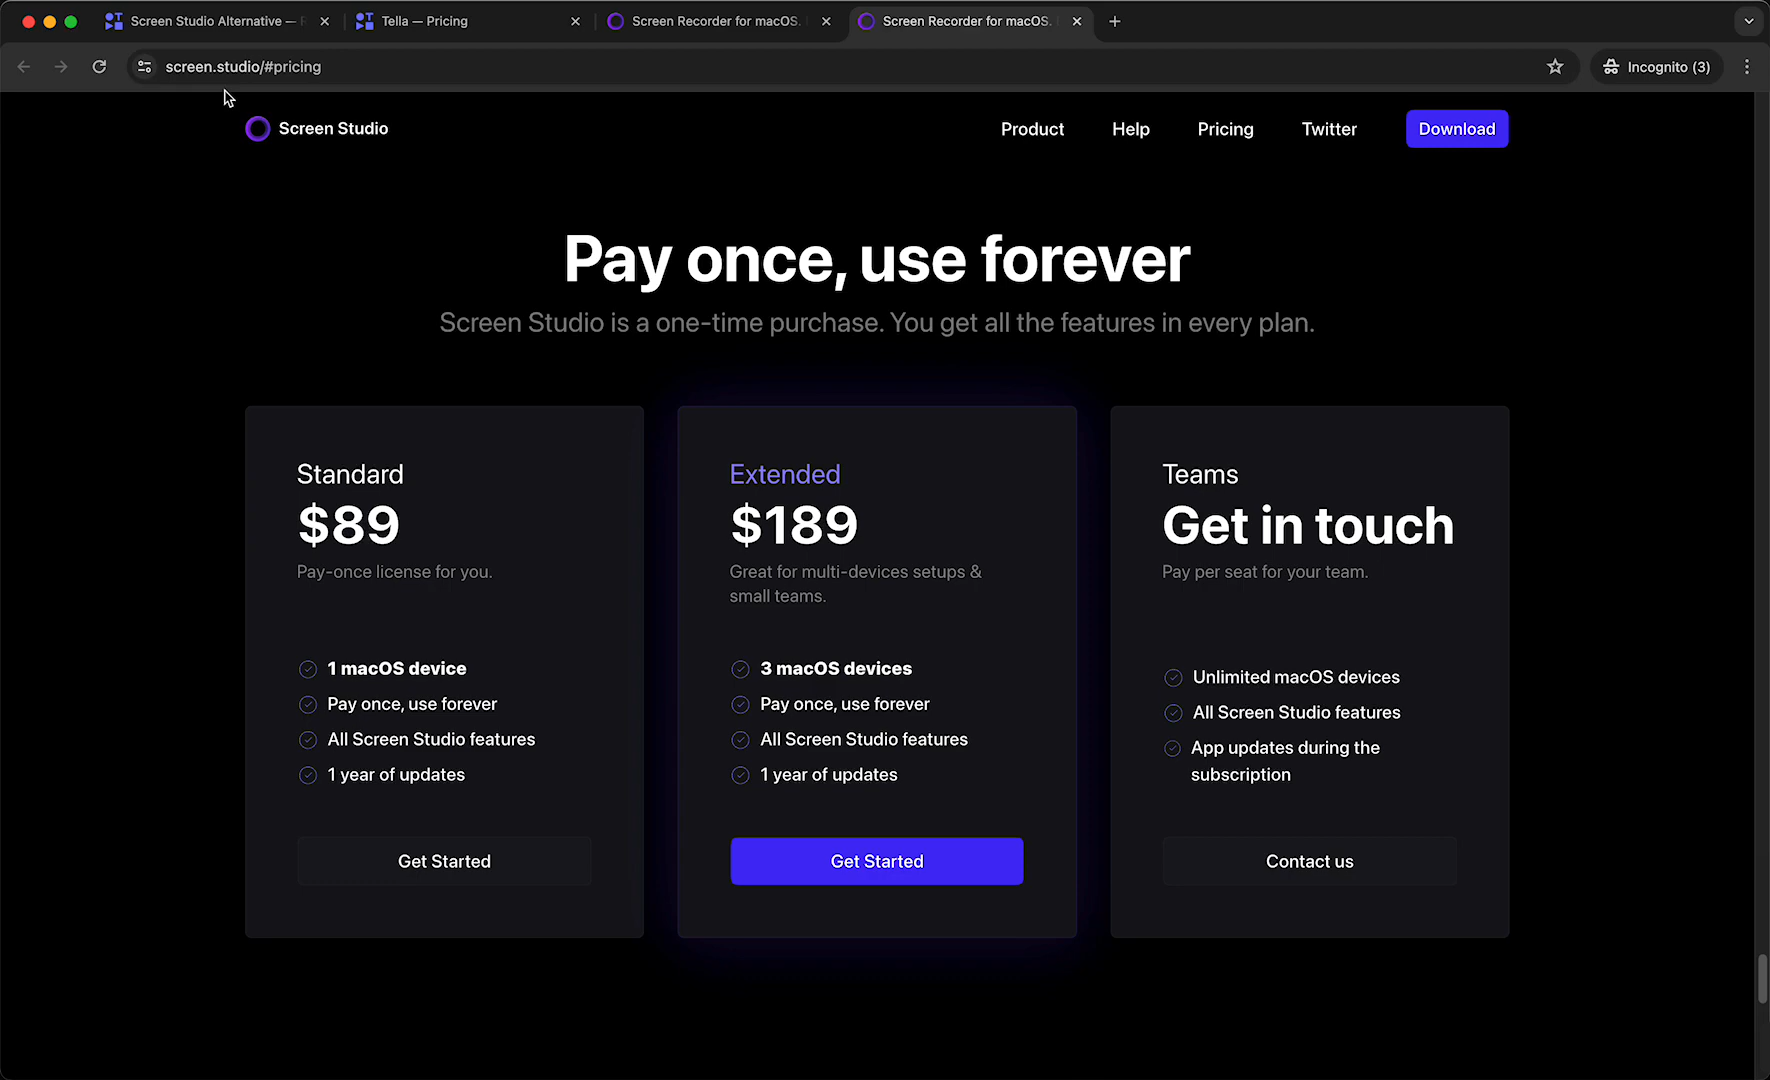 Screen Studio Alternative —
Tella — Pricing
Screen Recorder for macOS.
Screen Recorder for macOS.
screen.studio/#pricing
Incognito (3)
Screen Studio
Product
Help
Pricing
Twitter
Download
Pay once, use forever
Screen Studio is a one-time purchase. You get all the features in every plan.
Standard
$89
Pay-once license for you.
1 macOS device
Pay once, use forever
All Screen Studio features
1 year of updates
Get Started
Extended
$189
Great for multi-devices setups &
small teams.
3 macOS devices
Pay once, use forever
All Screen Studio features
1 year of updates
Get Started
Teams
Get in touch
Pay per seat for your team.
Unlimited macOS devices
All Screen Studio features
App updates during the
subscription
Contact us